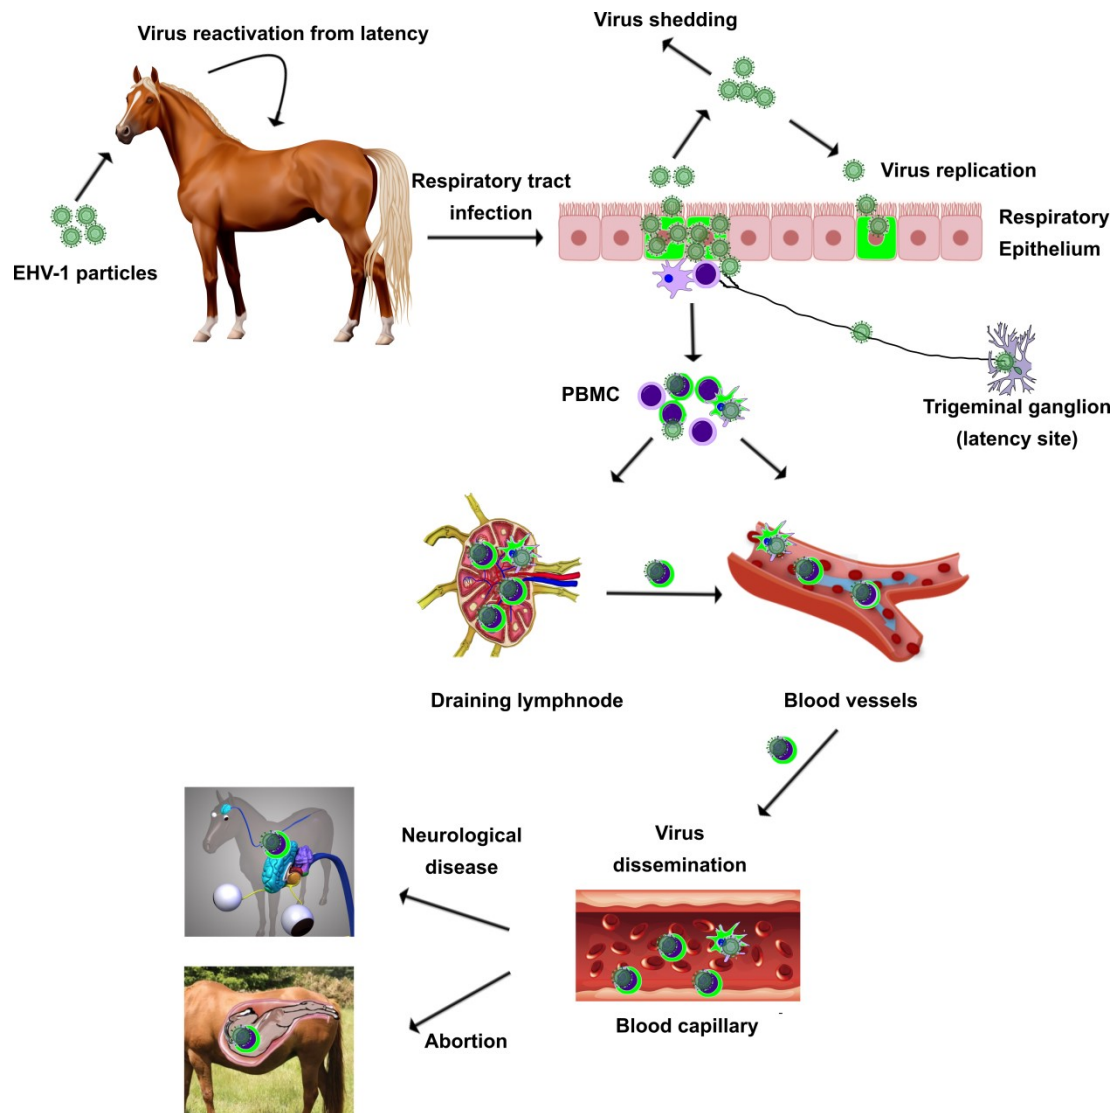 Virus reactivation from latency
EHV-1 particles
Respiratory tract
infection
Virus shedding
Virus replication
Respiratory
Epithelium
Trigeminal ganglion
(latency site)
PBMC
Draining lymphnode
Blood vessels
Virus
dissemination
Blood capillary
Neurological
disease
Abortion